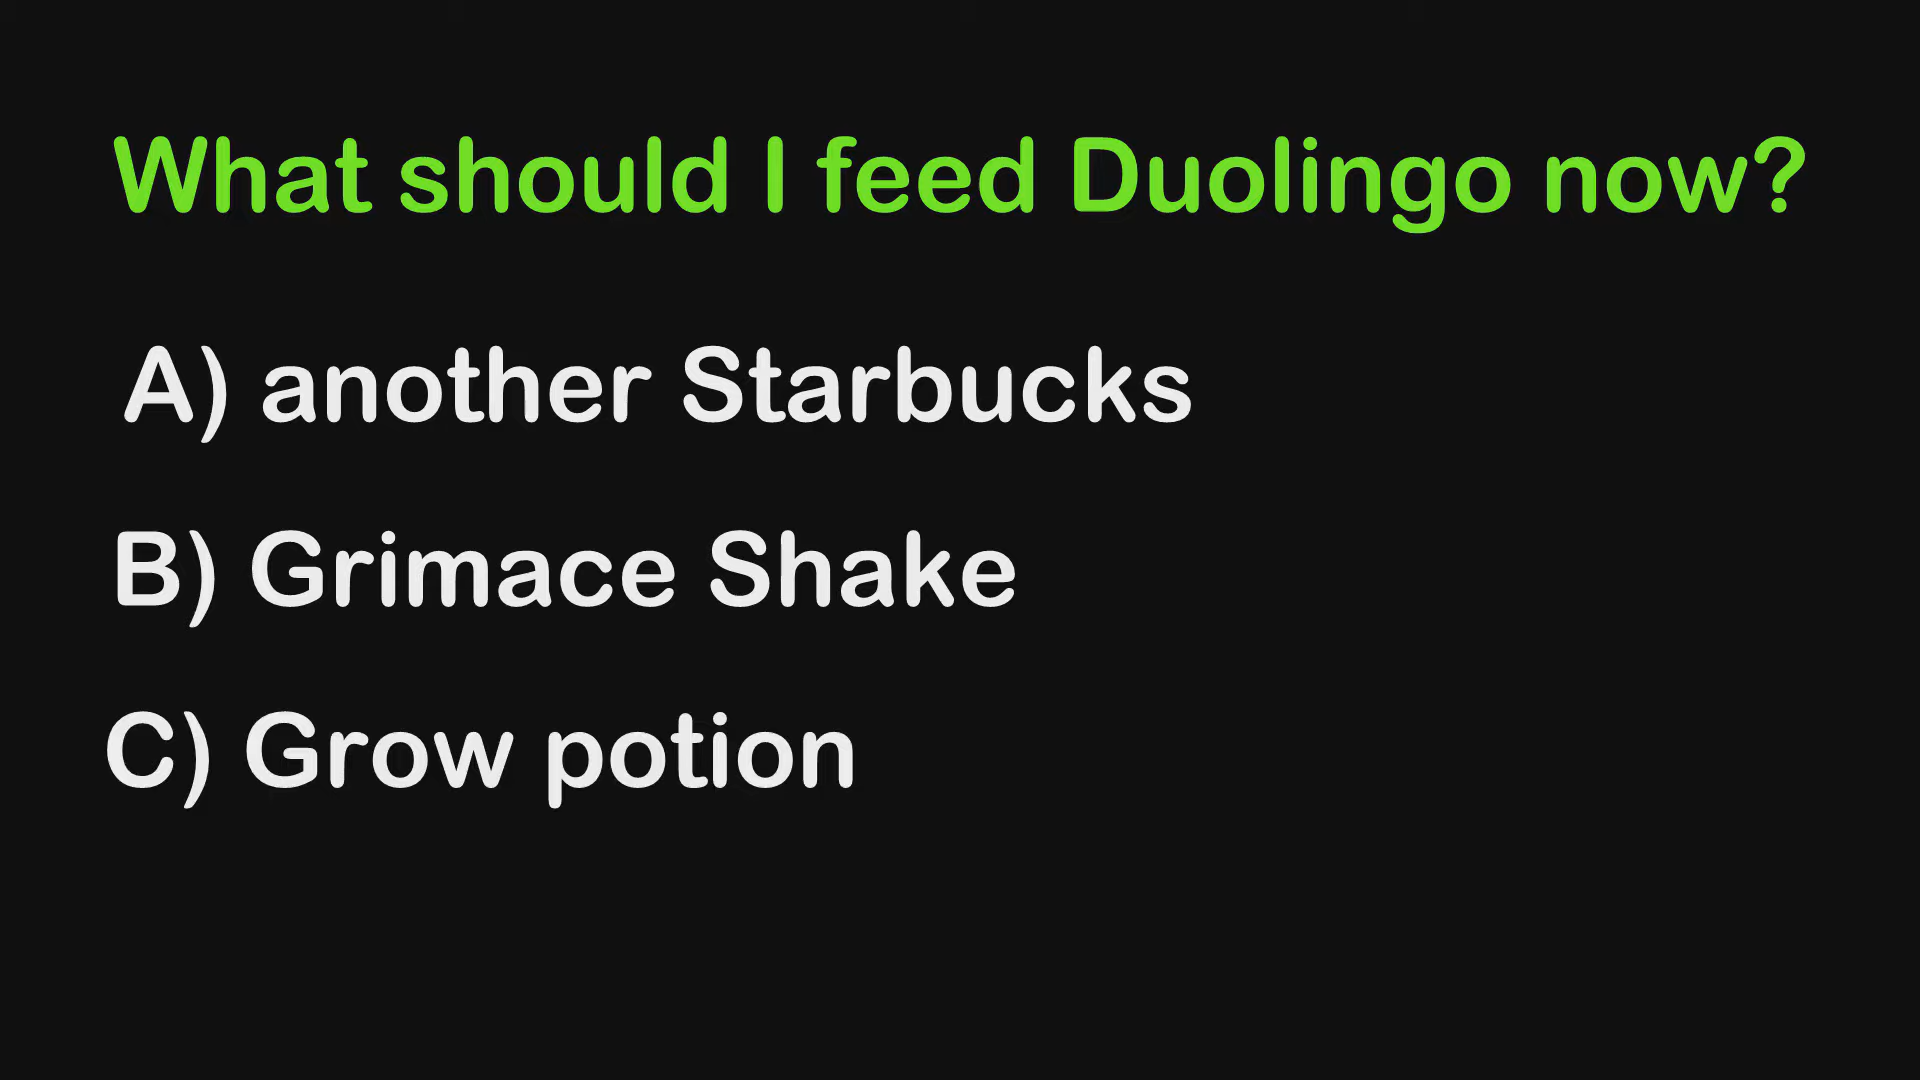 What should I feed Duolingo now?
A) another Starbucks
B) Grimace Shake
C) Grow potion